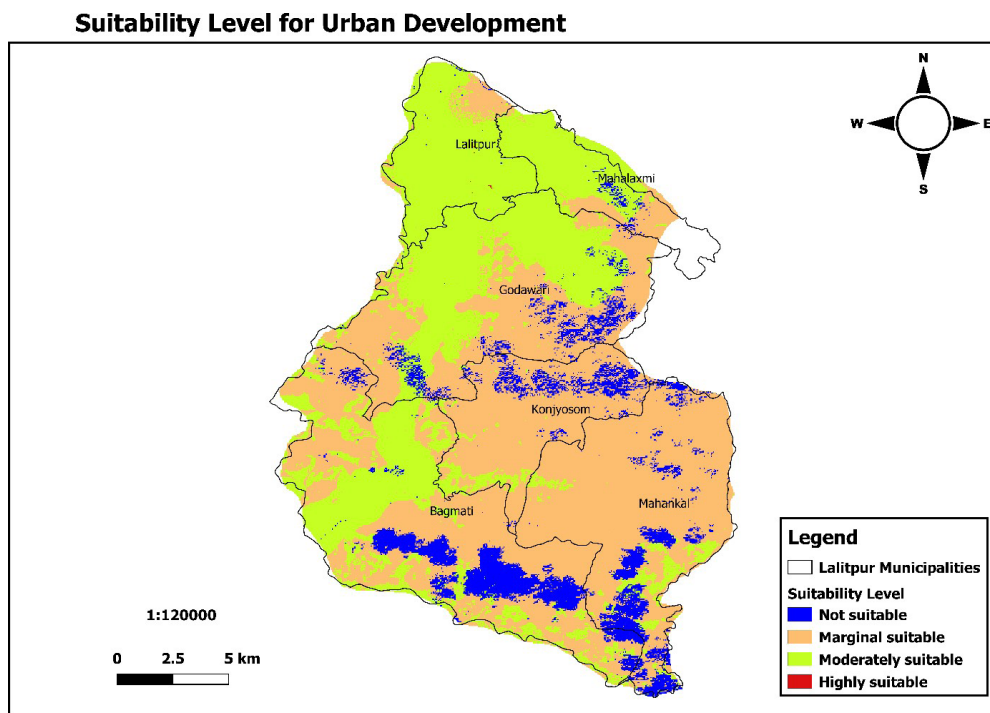 Suitability Level for Urban Development
N
W
E
S
Lalitpur
Mahalaxmi
Godawari
Konjyosom
Bagmati
Mahankal
Legend
Lalitpur Municipalities
Suitability Level
Not suitable
Marginal suitable
Moderately suitable
Highly suitable
1:120000
0 2.5 5 km